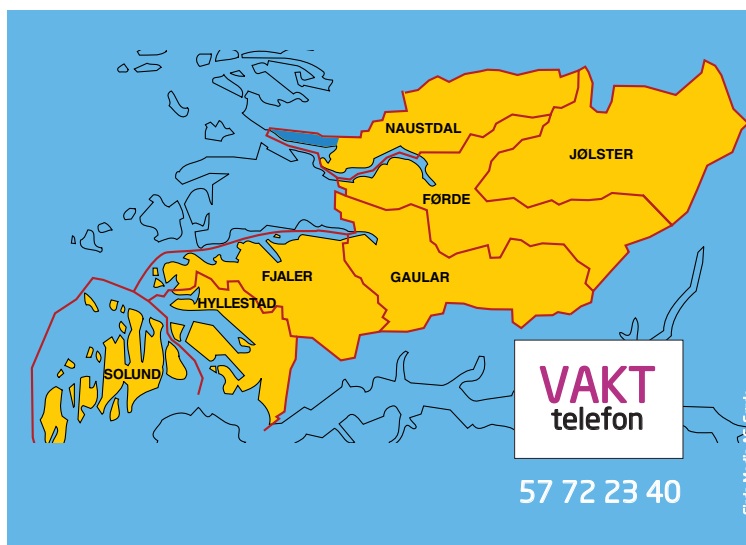 NAUSTDAL
JØLSTER
FØRDE
FJALER
GAULAR
HYLLESTAD
SOLUND
VAKT
telefon
57 72 23 40